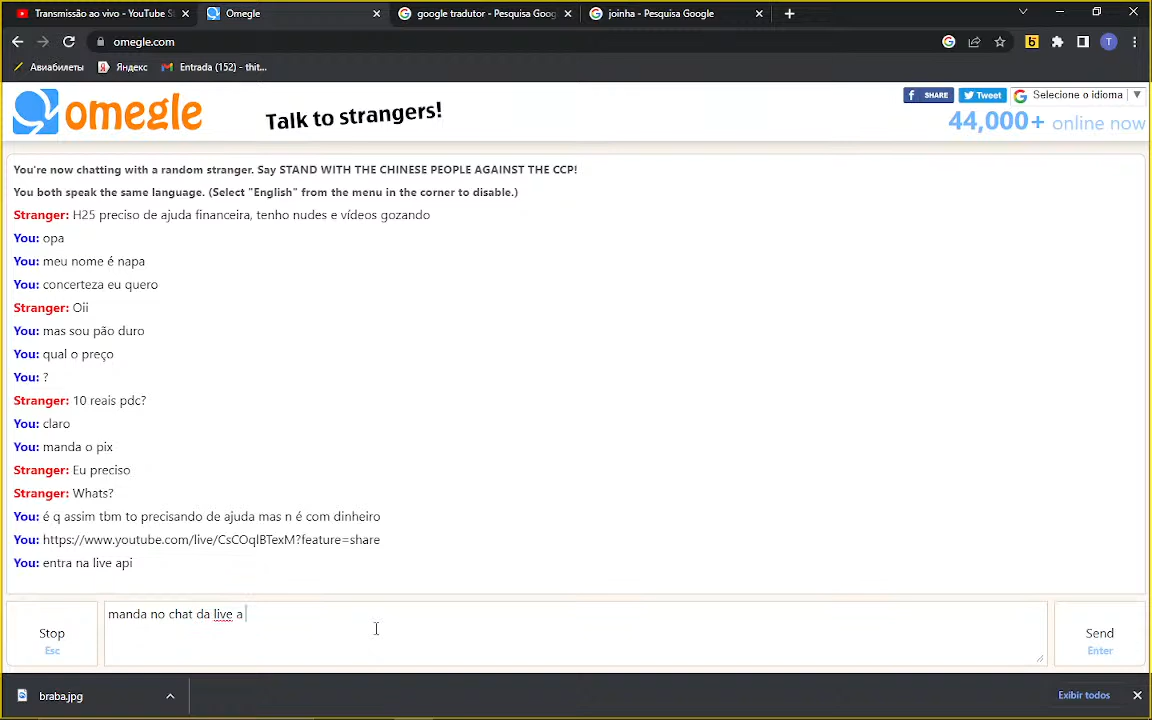 Transmissão ao vivo - YouTube S
Omegle
google tradutor - Pesquisa Goog
joinha - Pesquisa Google
omegle.com
T
Авиабилеты
Яндекс
Entrada (152) - thit...
omegle
Talk to strangers!
SHARE
Tweet
Selecione o idioma
44,000+ online now
You're now chatting with a random stranger. Say STAND WITH THE CHINESE PEOPLE AGAINST THE CCP!
You both speak the same language. (Select "English" from the menu in the corner to disable.)
Stranger: H25 preciso de ajuda financeira, tenho nudes e vídeos gozando
You: opa
You: meu nome é napa
You: concerteza eu quero
Stranger: Oii
You: mas sou pão duro
You: qual o preço
You: ?
Stranger: 10 reais pdc?
You: claro
You: manda o pix
Stranger: Eu preciso
Stranger: Whats?
You: é q assim tbm to precisando de ajuda mas n é com dinheiro
You: https://www.youtube.com/live/CsCOqlBTexM?feature=share
You: entra na live api
manda no chat da live a
Stop
Esc
Send
Enter
braba.jpg
Exibir todos